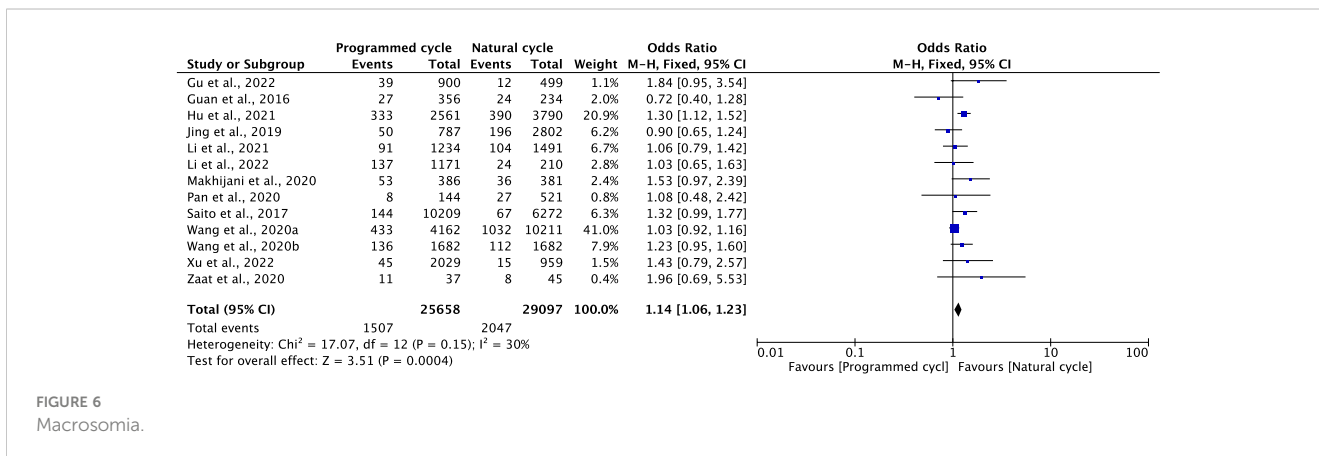 Programmed cycle Natural cycle Odds Ratio Odds Ratio
Study or Subgroup Events Total Events Total Weight M-H, Fixed, 95% CI M-H, Fixed, 95% CI
Gu et al., 2022 39 900 12 499 1.1% 1.84 [0.95, 3.54]
Guan et al., 2016 27 356 24 234 2.0% 0.72 [0.40, 1.28]
Hu et al., 2021 333 2561 390 3790 20.9% 1.30 [1.12, 1.52]
Jing et al., 2019 50 787 196 2802 6.2% 0.90 [0.65, 1.24]
Li et al., 2021 91 1234 104 1491 6.7% 1.06 [0.79, 1.42]
Li et al., 2022 137 1171 24 210 2.8% 1.03 [0.65, 1.63]
Makhijani et al., 2020 53 386 36 381 2.4% 1.53 [0.97, 2.39]
Pan et al., 2020 8 144 27 521 0.8% 1.08 [0.48, 2.42]
Saito et al., 2017 144 10209 67 6272 6.3% 1.32 [0.99, 1.77]
Wang et al., 2020a 433 4162 1032 10211 41.0% 1.03 [0.92, 1.16]
Wang et al., 2020b 136 1682 112 1682 7.9% 1.23 [0.95, 1.60]
Xu et al., 2022 45 2029 15 959 1.5% 1.43 [0.79, 2.57]
Zaat et al., 2020 11 37 8 45 0.4% 1.96 [0.69, 5.53]
Total (95% CI) 25658 29097 100.0% 1.14 [1.06, 1.23]
Total events 1507 2047
Heterogeneity: Chi² = 17.07, df = 12 (P = 0.15); I² = 30%
Test for overall effect: Z = 3.51 (P = 0.0004)
0.01 0.1 1 10 100
Favours [Programmed cycl] Favours [Natural cycle]
FIGURE 6
Macrosomia.